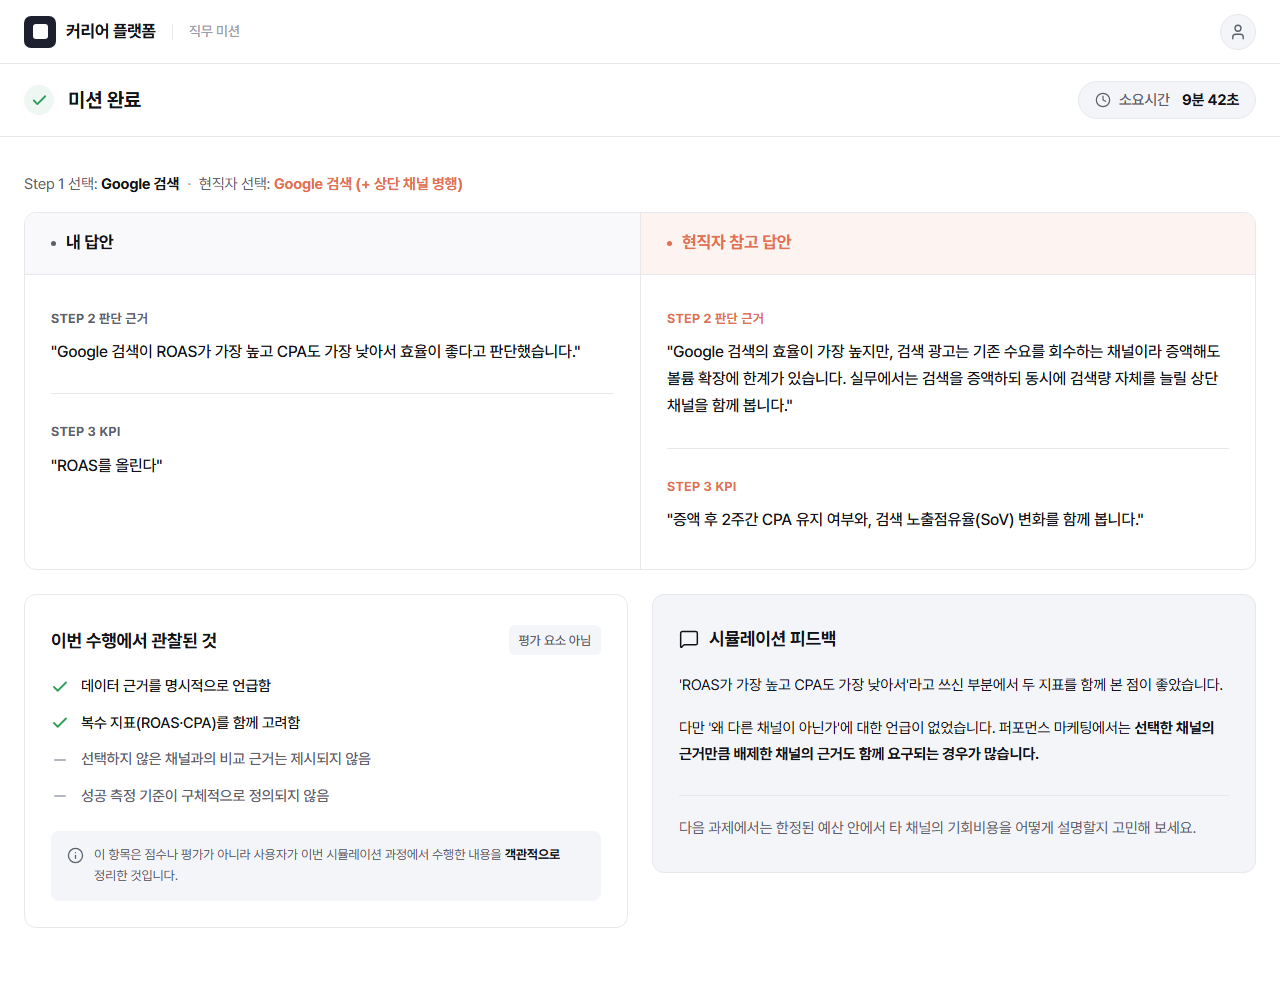 커리어 플랫폼
직무 미션
미션 완료
소요시간 9분 42초
Step 1 선택: Google 검색 · 현직자 선택: Google 검색 (+ 상단 채널 병행)
• 내 답안
STEP 2 판단 근거
"Google 검색이 ROAS가 가장 높고 CPA도 가장 낮아서 효율이 좋다고 판단했습니다."
STEP 3 KPI
"ROAS를 올린다"
• 현직자 참고 답안
STEP 2 판단 근거
"Google 검색의 효율이 가장 높지만, 검색 광고는 기존 수요를 회수하는 채널이라 증액해도
볼륨 확장에 한계가 있습니다. 실무에서는 검색을 증액하되 동시에 검색량 자체를 늘릴 상단
채널을 함께 봅니다."
STEP 3 KPI
"증액 후 2주간 CPA 유지 여부와, 검색 노출점유율(SoV) 변화를 함께 봅니다."
이번 수행에서 관찰된 것
평가 요소 아님
데이터 근거를 명시적으로 언급함
복수 지표(ROAS·CPA)를 함께 고려함
선택하지 않은 채널과의 비교 근거는 제시되지 않음
성공 측정 기준이 구체적으로 정의되지 않음
이 항목은 점수나 평가가 아니라 사용자가 이번 시뮬레이션 과정에서 수행한 내용을 객관적으로
정리한 것입니다.
시뮬레이션 피드백
'ROAS가 가장 높고 CPA도 가장 낮아서'라고 쓰신 부분에서 두 지표를 함께 본 점이 좋았습니다.
다만 '왜 다른 채널이 아닌가'에 대한 언급이 없었습니다. 퍼포먼스 마케팅에서는 선택한 채널의
근거만큼 배제한 채널의 근거도 함께 요구되는 경우가 많습니다.
다음 과제에서는 한정된 예산 안에서 타 채널의 기회비용을 어떻게 설명할지 고민해 보세요.